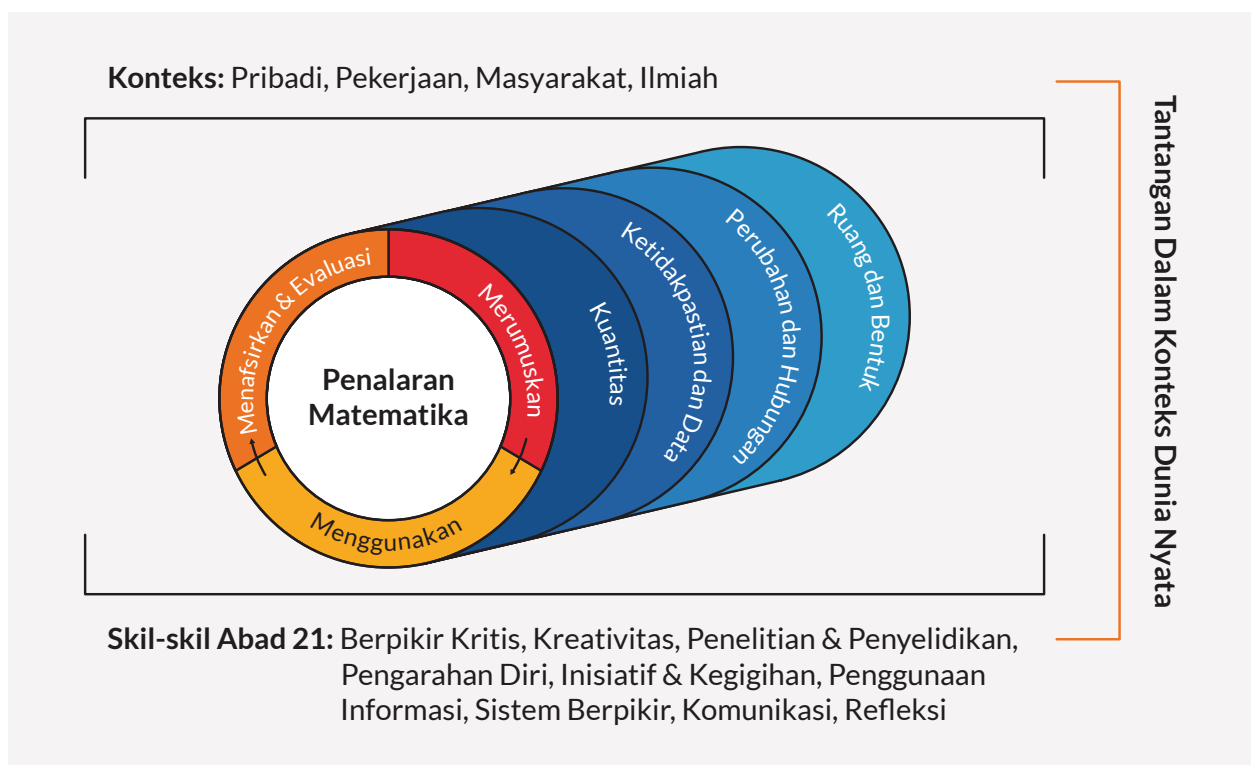 Konteks: Pribadi, Pekerjaan, Masyarakat, Ilmiah
Tantangan Dalam Konteks Dunia Nyata
Menafsirkan & Evaluasi
Merumuskan
Menggunakan
Penalaran
Matematika
Kuantitas
Ketidakpastian dan Data
Perubahan dan Hubungan
Ruang dan Bentuk
Skil-skil Abad 21: Berpikir Kritis, Kreativitas, Penelitian & Penyelidikan,
Pengarahan Diri, Inisiatif & Kegigihan, Penggunaan
Informasi, Sistem Berpikir, Komunikasi, Refleksi